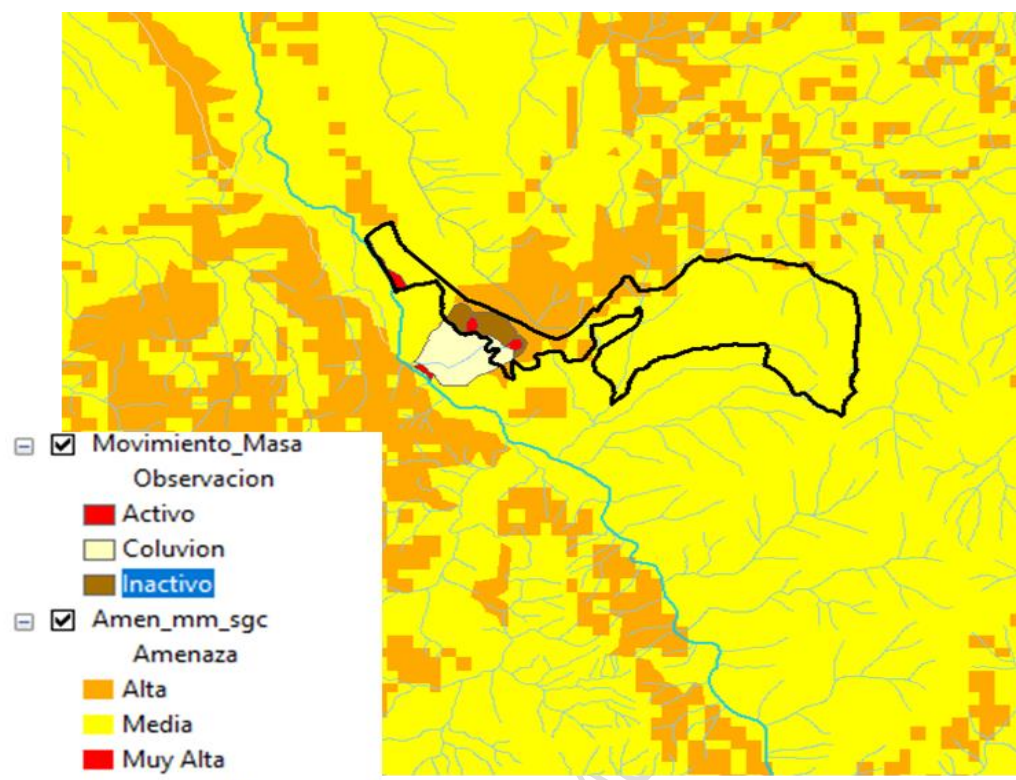 Movimiento_Masa
Observacion
Activo
Coluvion
Inactivo
Amen_mm_sgc
Amenaza
Alta
Media
Muy Alta